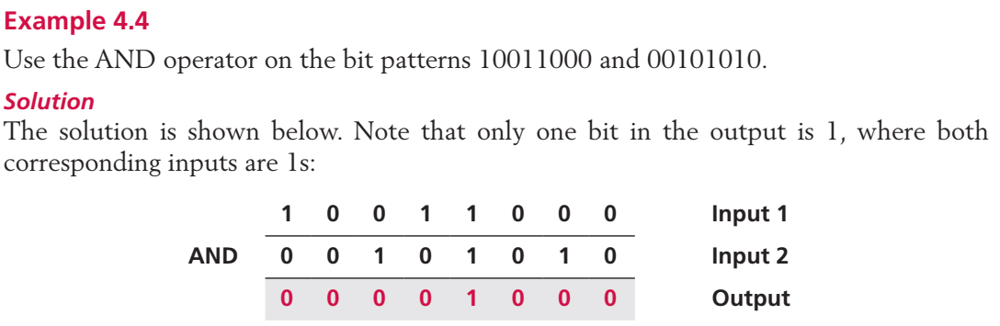 Example 4.4
Use the AND operator on the bit patterns 10011000 and 00101010.
Solution
The solution is shown below. Note that only one bit in the output is 1, where both
corresponding inputs are 1s:
1 0 0 1 1 0 0 0 Input 1
AND 0 0 1 0 1 0 1 0 Input 2
0 0 0 0 1 0 0 0 Output